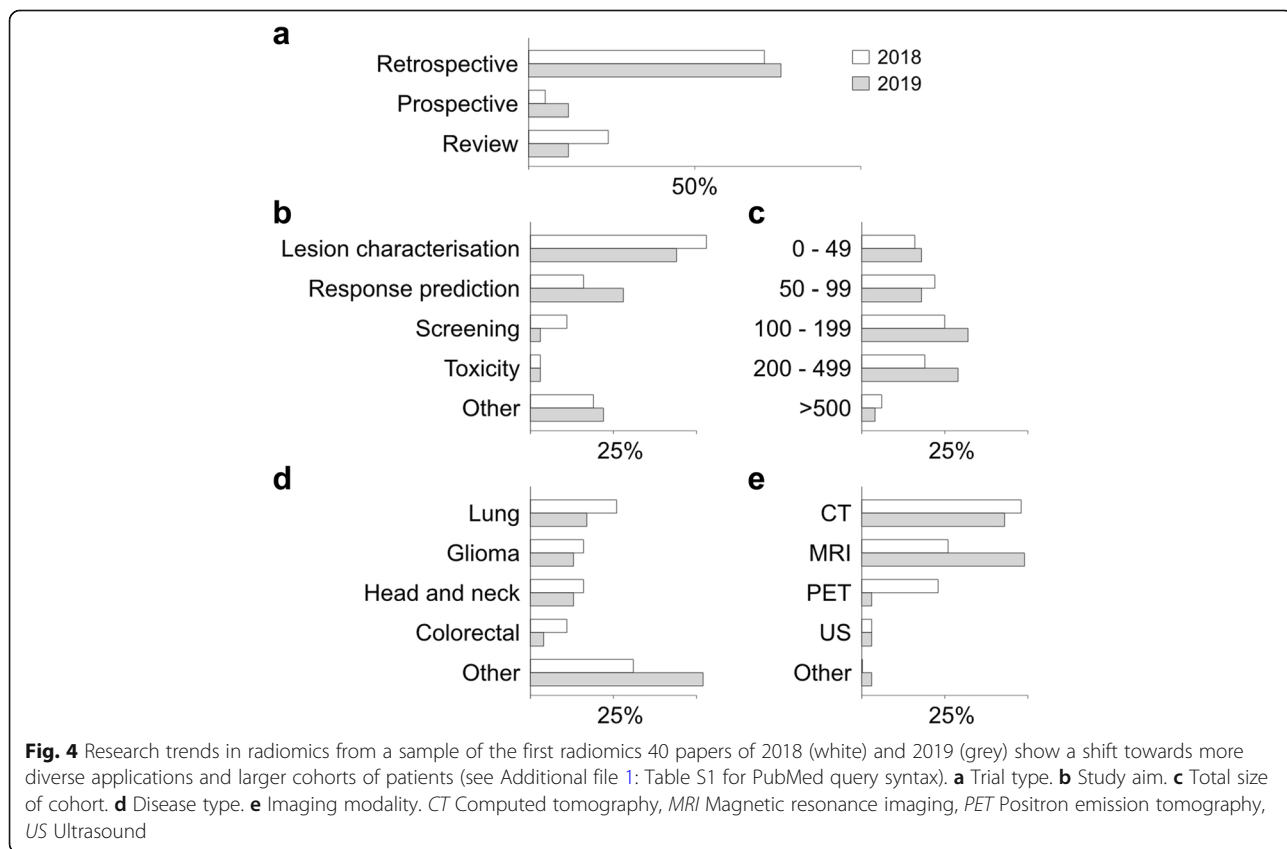 a
2018
2019
Retrospective
Prospective
Review
50%
b
Lesion characterisation
Response prediction
Screening
Toxicity
Other
25%
c
0 - 49
50 - 99
100 - 199
200 - 499
>500
25%
d
Lung
Glioma
Head and neck
Colorectal
Other
25%
e
CT
MRI
PET
US
Other
25%
Fig. 4 Research trends in radiomics from a sample of the first radiomics 40 papers of 2018 (white) and 2019 (grey) show a shift towards more
diverse applications and larger cohorts of patients (see Additional file 1: Table S1 for PubMed query syntax). a Trial type. b Study aim. c Total size
of cohort. d Disease type. e Imaging modality. CT Computed tomography, MRI Magnetic resonance imaging, PET Positron emission tomography,
US Ultrasound